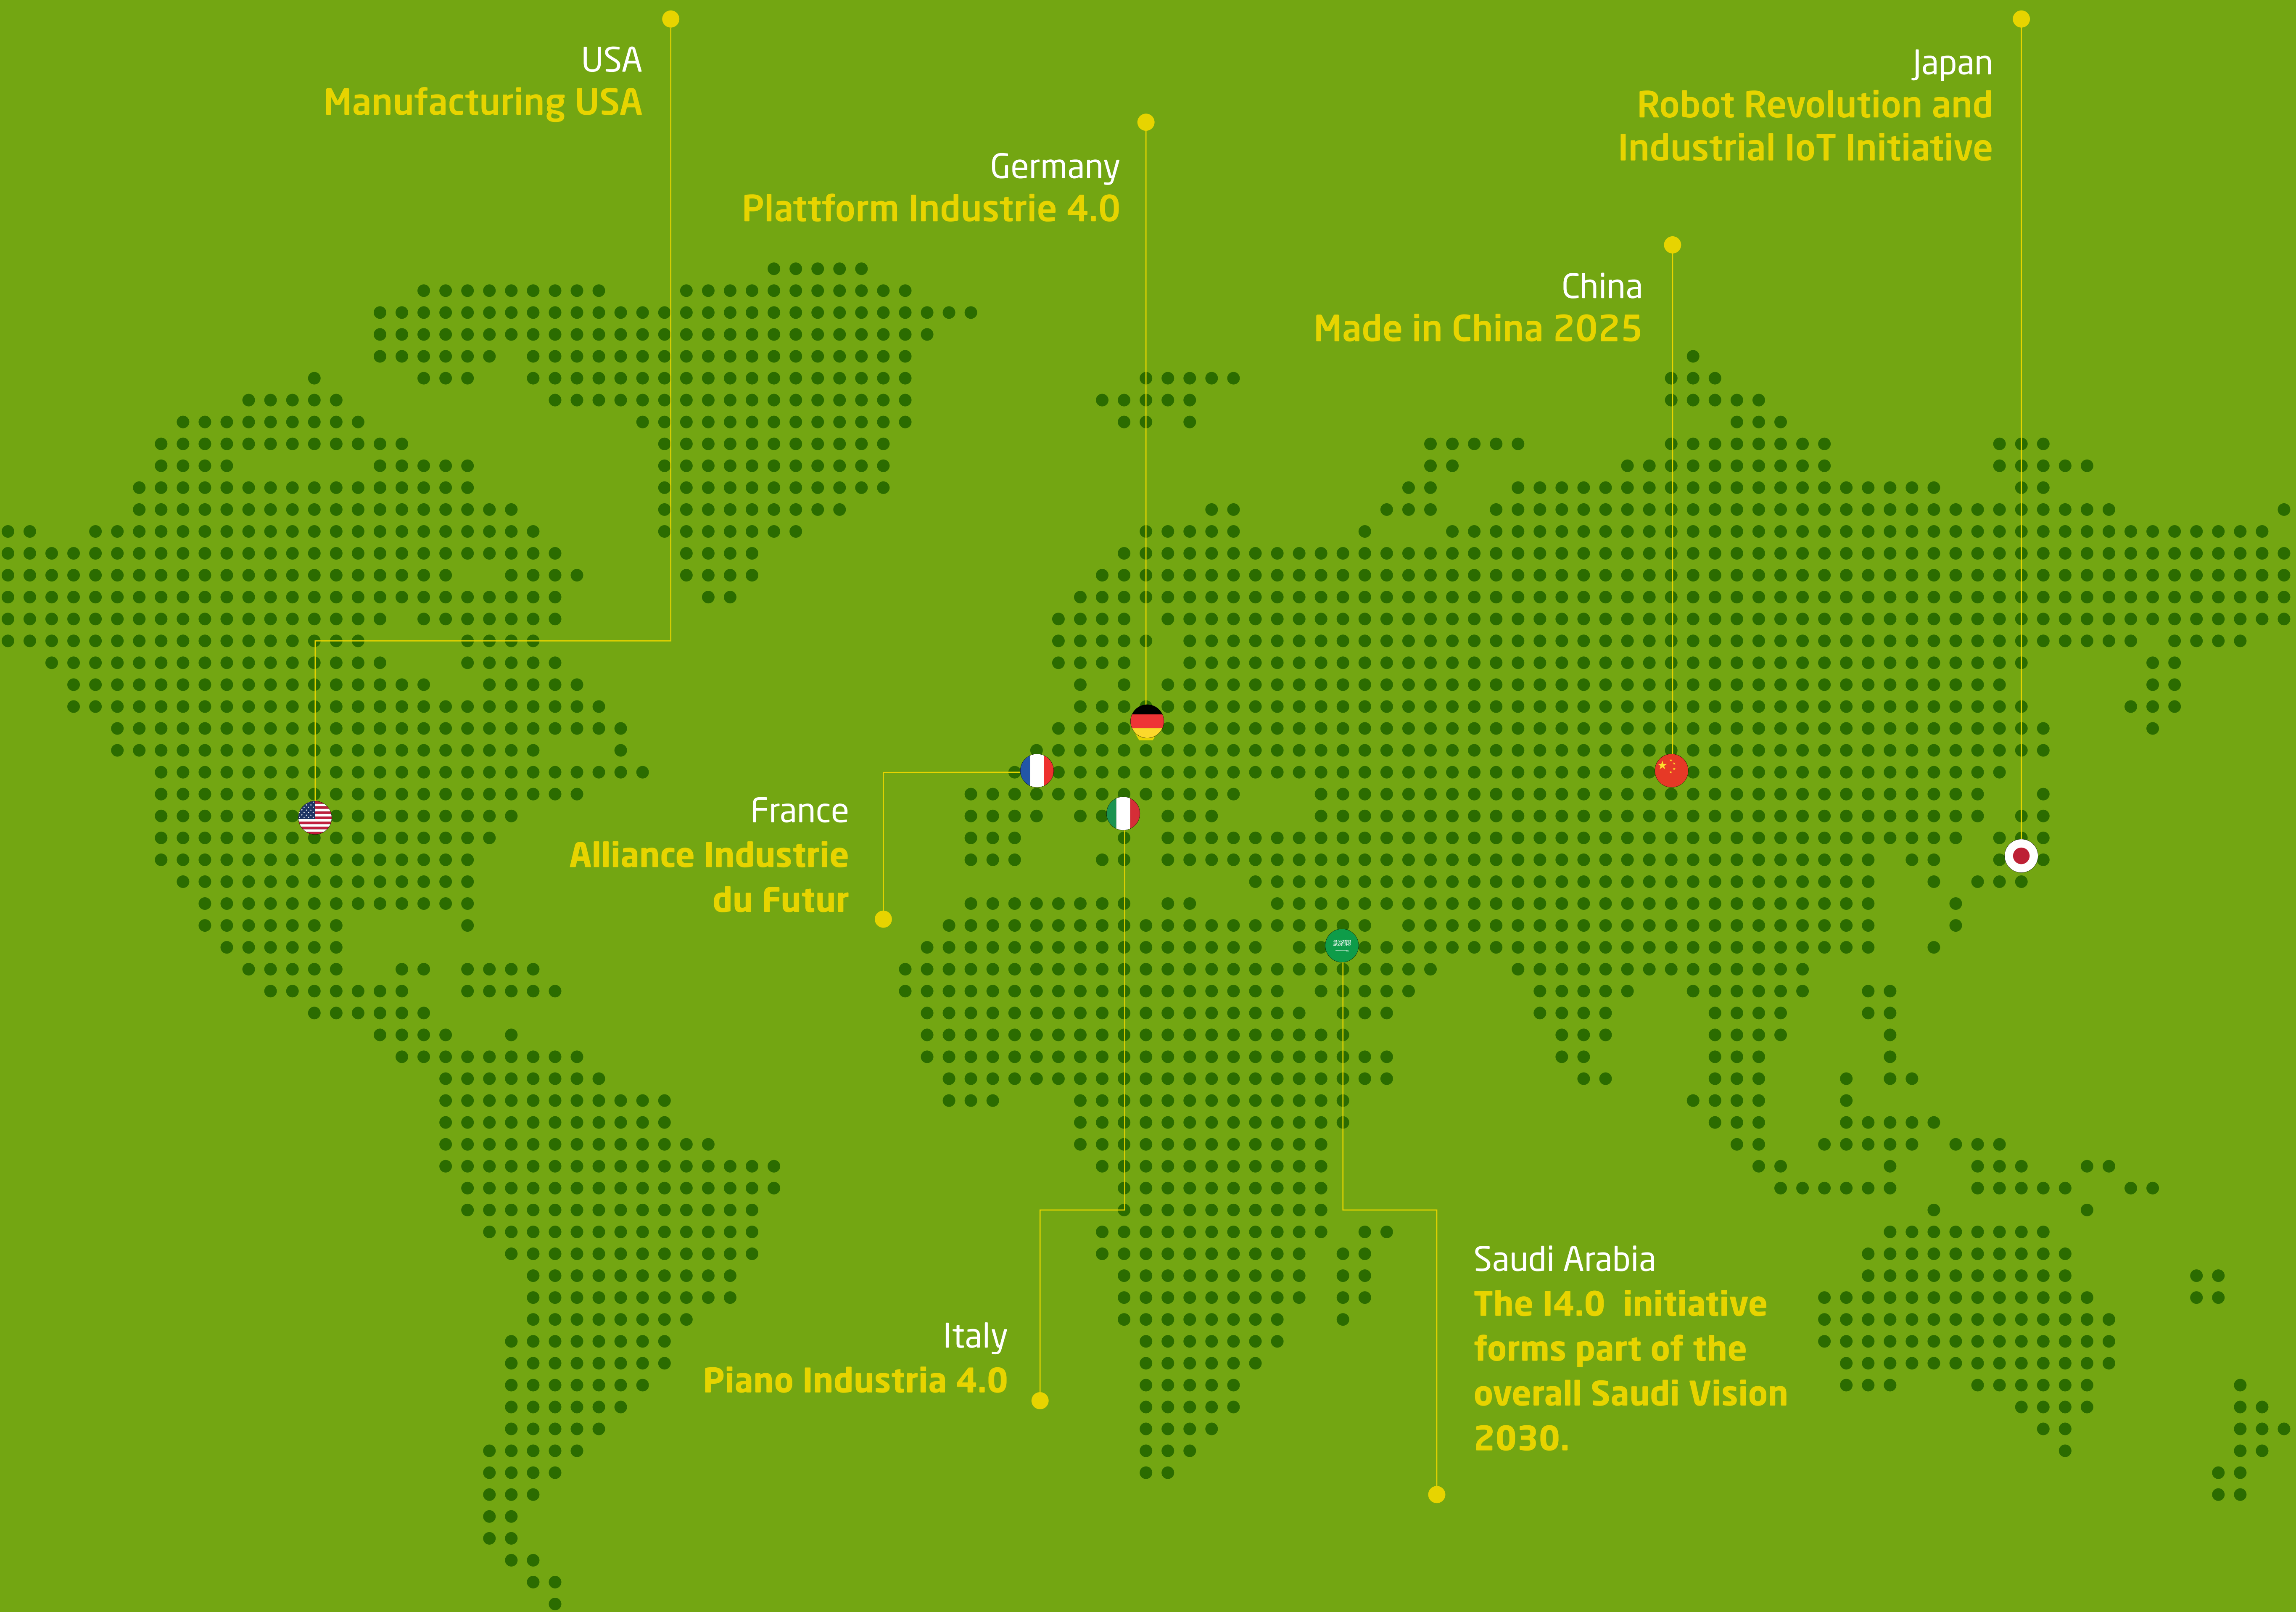 USA
Manufacturing USA
Germany
Plattform Industrie 4.0
Japan
Robot Revolution and
Industrial IoT Initiative
China
Made in China 2025
France
Alliance Industrie
du Futur
Italy
Piano Industria 4.0
Saudi Arabia
The I4.0  initiative
forms part of the
overall Saudi Vision
2030.